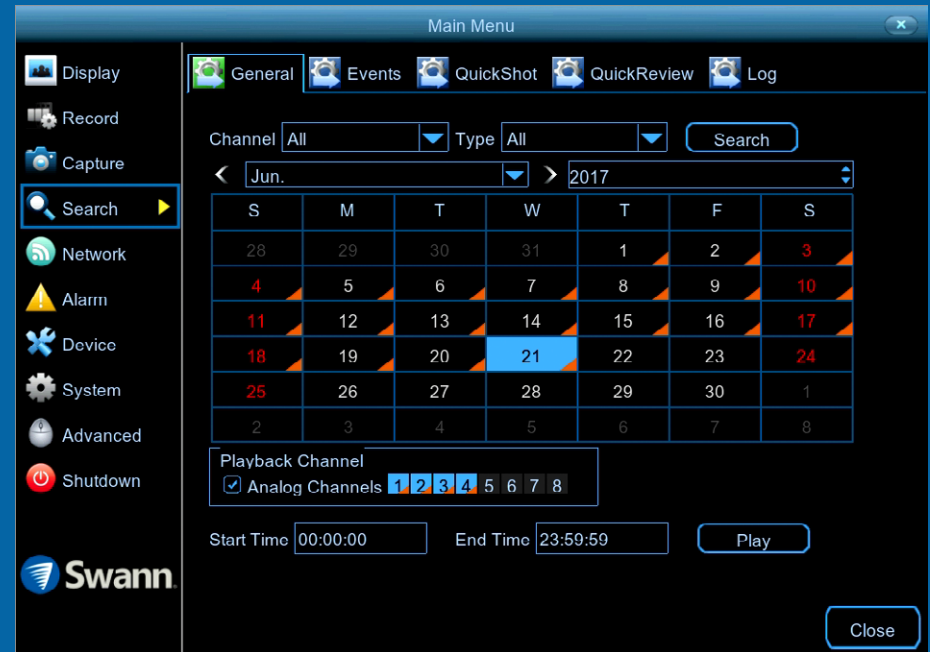 Main Menu
Display
Record
Capture
Search
Network
Alarm
Device
System
Advanced
Shutdown
Swann
General Events QuickShot QuickReview Log
Channel All Type All Search
Jun. 2017
S M T W T F S
28 29 30 31 1 2 3
4 5 6 7 8 9 10
11 12 13 14 15 16 17
18 19 20 21 22 23 24
25 26 27 28 29 30 1
2 3 4 5 6 7 8
Playback Channel
Analog Channels 1 2 3 4 5 6 7 8
Start Time 00:00:00 End Time 23:59:59 Play
Close